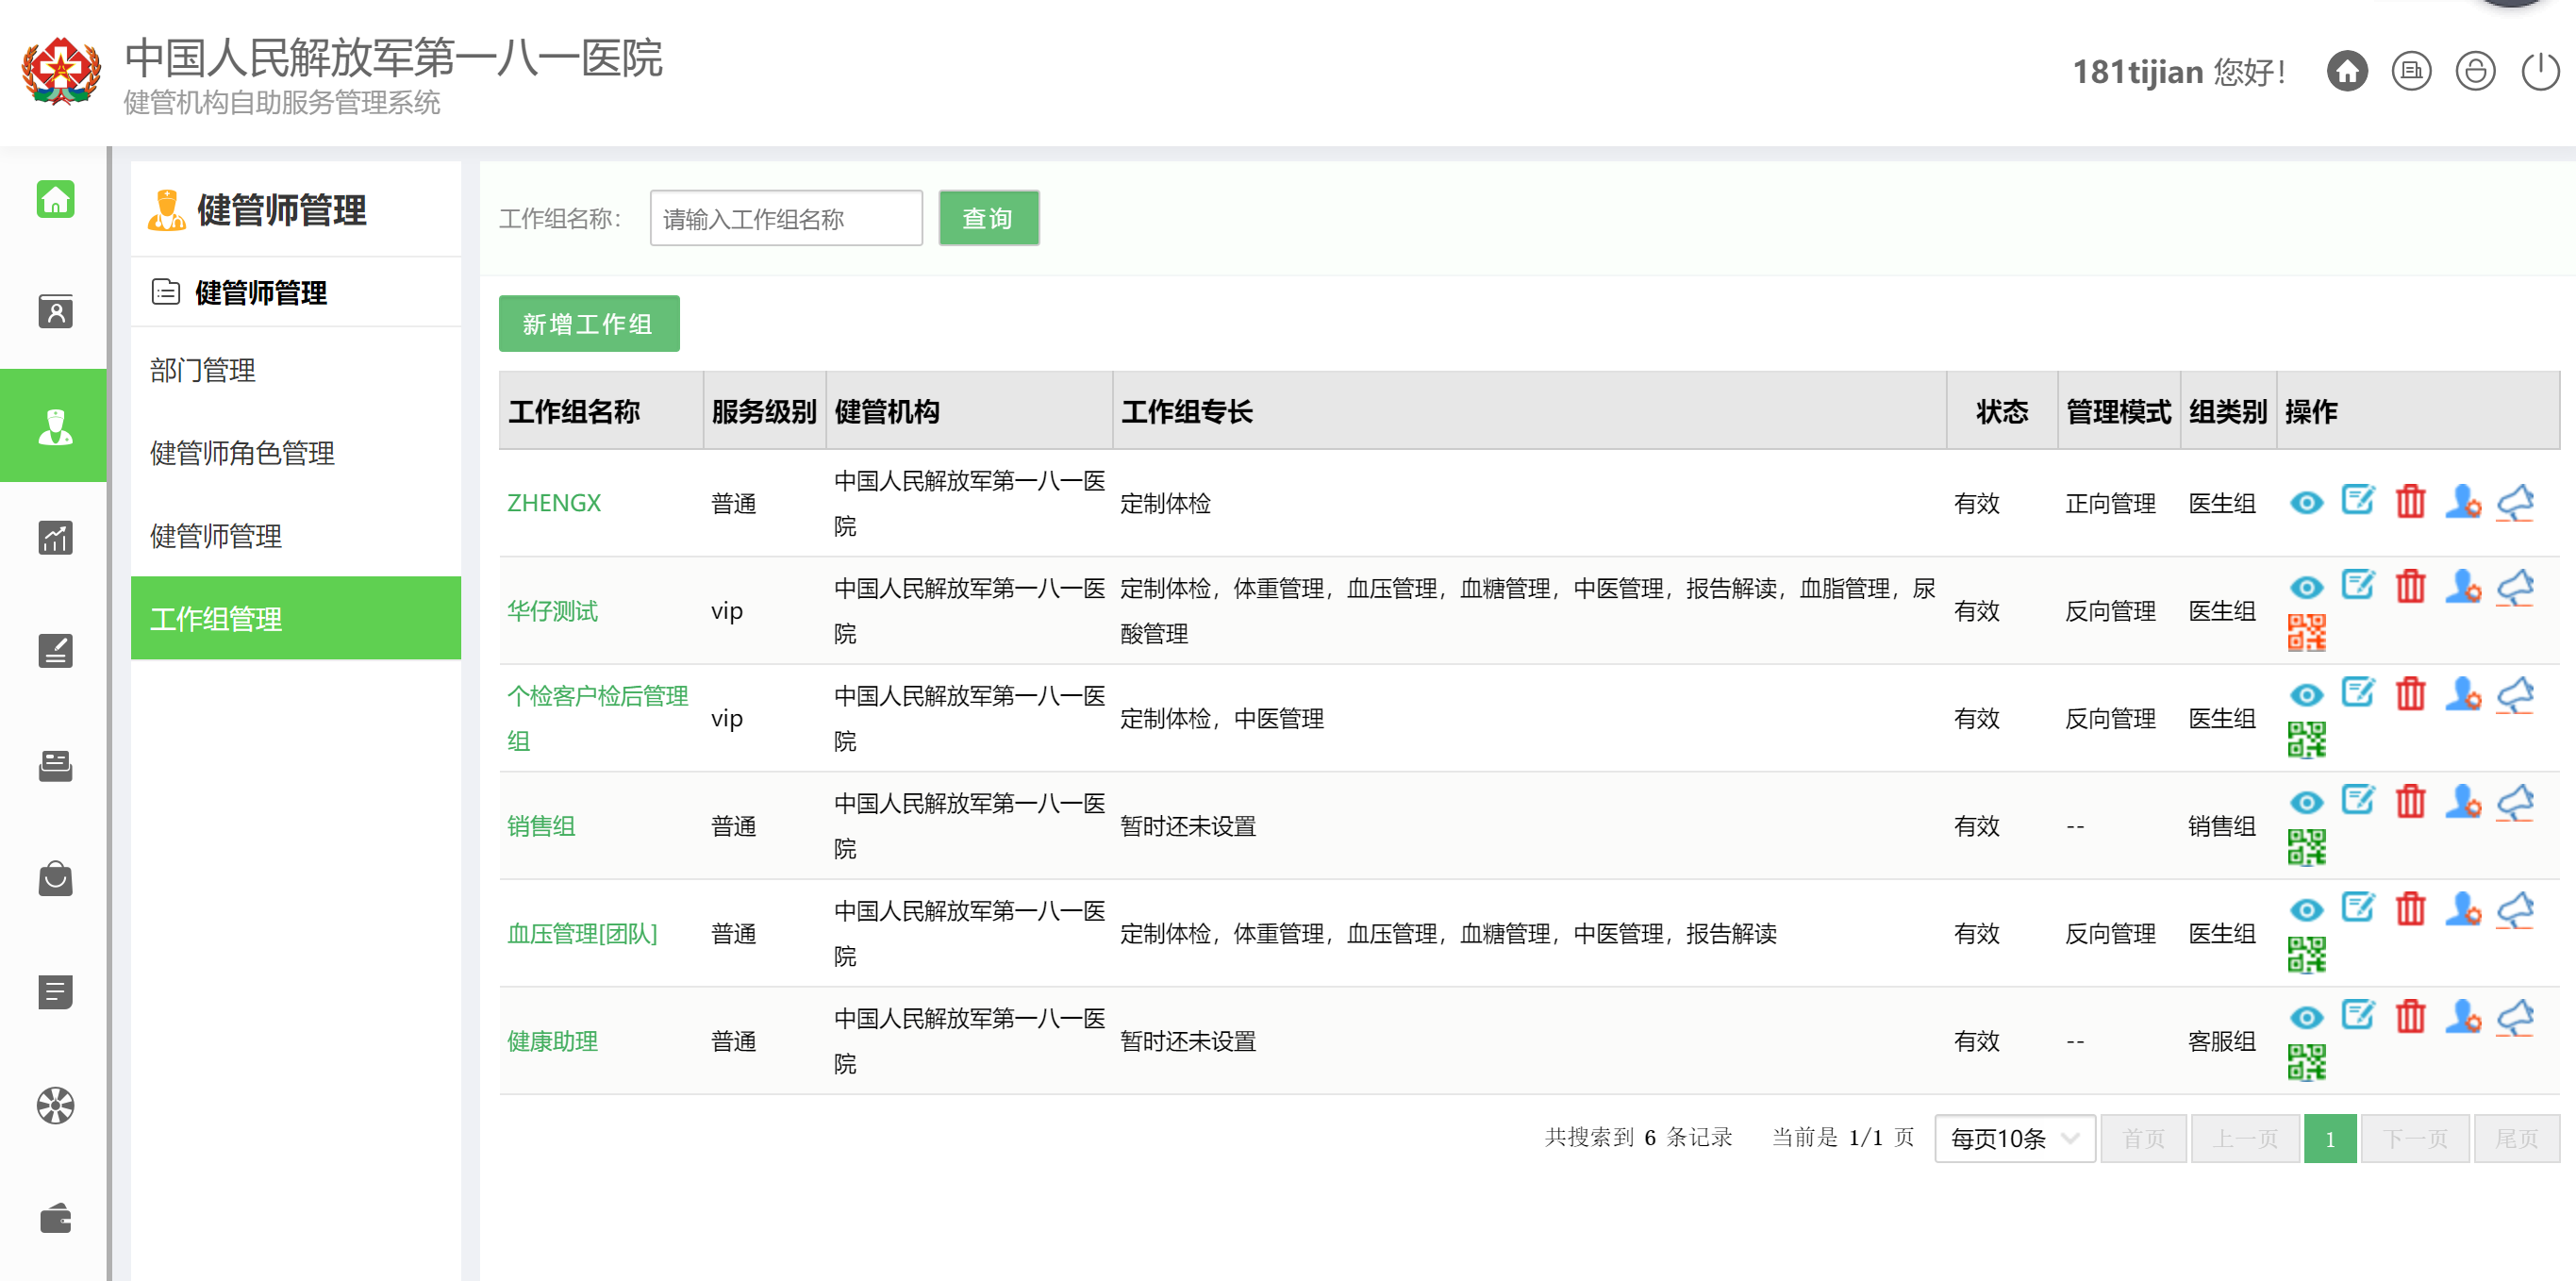 中国人民解放军第一八一医院
健管机构自助服务管理系统
181tijian 您好！
健管师管理
健管师管理
部门管理
健管师角色管理
健管师管理
工作组管理
工作组名称： 请输入工作组名称 查询
新增工作组
工作组名称 服务级别 健管机构 工作组专长 状态 管理模式 组类别 操作
ZHENGX 普通 中国人民解放军第一八一医院 定制体检 有效 正向管理 医生组
华仔测试 vip 中国人民解放军第一八一医院 定制体检，体重管理，血压管理，血糖管理，中医管理，报告解读，血脂管理，尿酸管理 有效 反向管理 医生组
个检客户检后管理组 vip 中国人民解放军第一八一医院 定制体检，中医管理 有效 反向管理 医生组
销售组 普通 中国人民解放军第一八一医院 暂时还未设置 有效 -- 销售组
血压管理[团队] 普通 中国人民解放军第一八一医院 定制体检，体重管理，血压管理，血糖管理，中医管理，报告解读 有效 反向管理 医生组
健康助理 普通 中国人民解放军第一八一医院 暂时还未设置 有效 -- 客服组
共搜索到 6 条记录 当前是 1/1 页 每页10条 首页 上一页 1 下一页 尾页